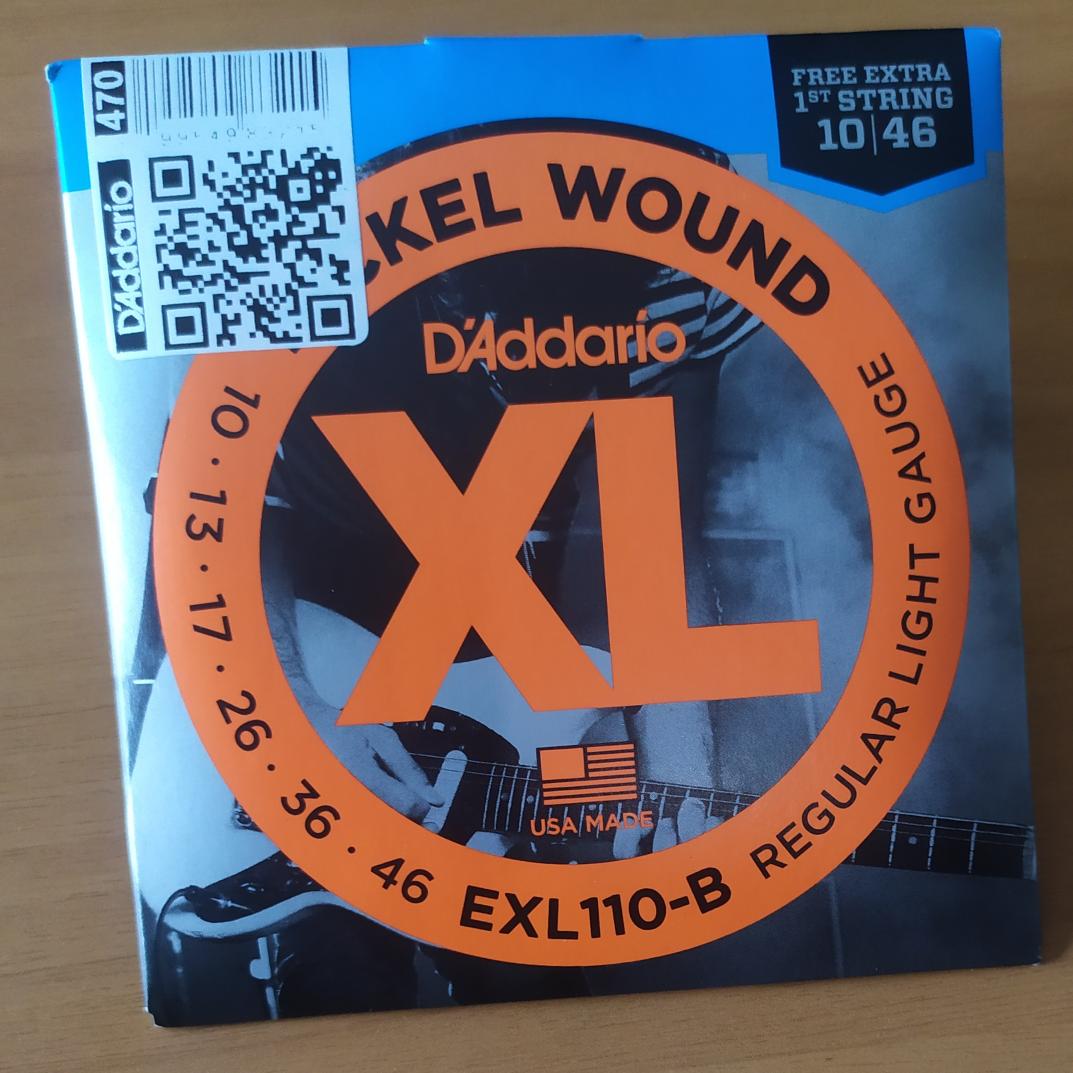 470
D'Addario
FREE EXTRA
1ST STRING
10|46
CKEL WOUND
D'Addario
XL
USA MADE
10 · 13 · 17 · 26 · 36 · 46
EXL110-B
REGULAR LIGHT GAUGE